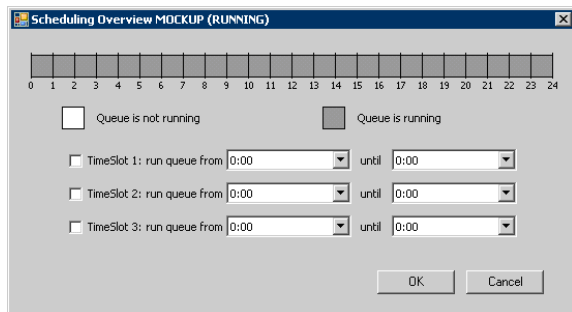 Scheduling Overview MOCKUP (RUNNING)
0 1 2 3 4 5 6 7 8 9 10 11 12 13 14 15 16 17 18 19 20 21 22 23 24
Queue is not running Queue is running
TimeSlot 1: run queue from 0:00 until 0:00
TimeSlot 2: run queue from 0:00 until 0:00
TimeSlot 3: run queue from 0:00 until 0:00
OK Cancel